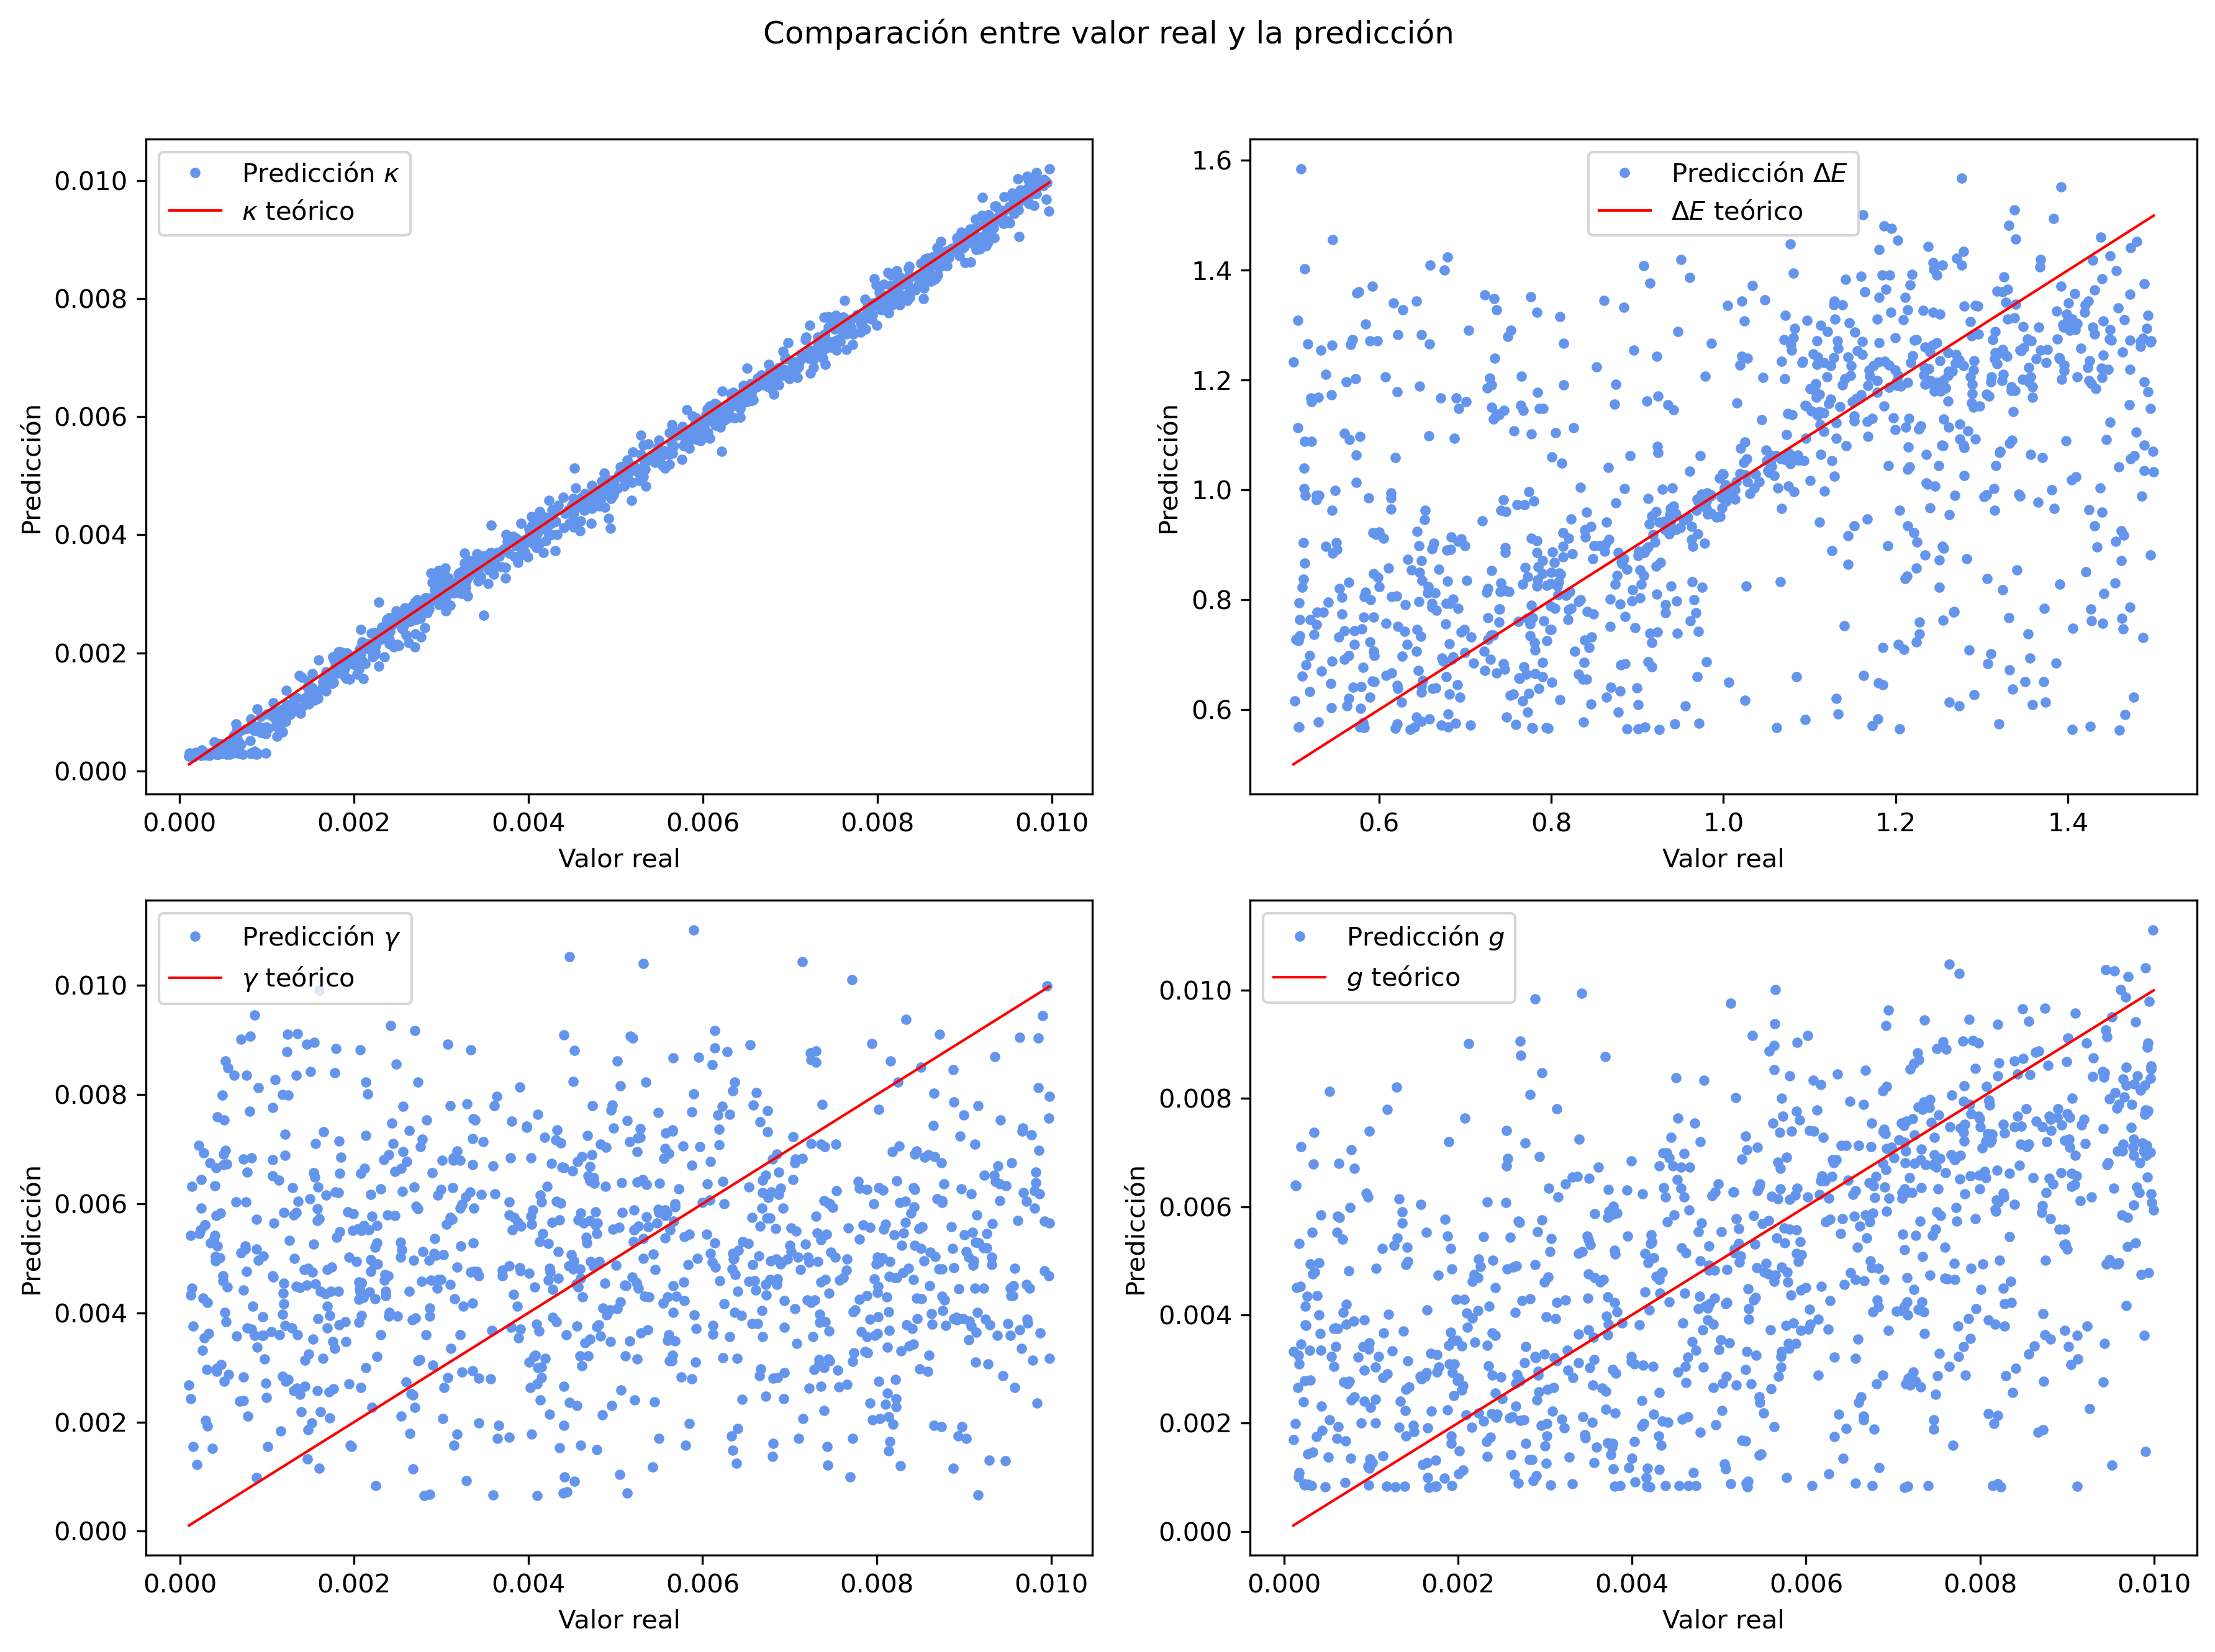 Comparación entre valor real y la predicción
Predicción κ
κ teórico
0.010
0.008
0.006
0.004
0.002
0.000
Predicción
0.000 0.002 0.004 0.006 0.008 0.010
Valor real
Predicción ΔE
ΔE teórico
1.6
1.4
1.2
1.0
0.8
0.6
Predicción
0.6 0.8 1.0 1.2 1.4
Valor real
Predicción γ
γ teórico
0.010
0.008
0.006
0.004
0.002
0.000
Predicción
0.000 0.002 0.004 0.006 0.008 0.010
Valor real
Predicción g
g teórico
0.010
0.008
0.006
0.004
0.002
0.000
Predicción
0.000 0.002 0.004 0.006 0.008 0.010
Valor real